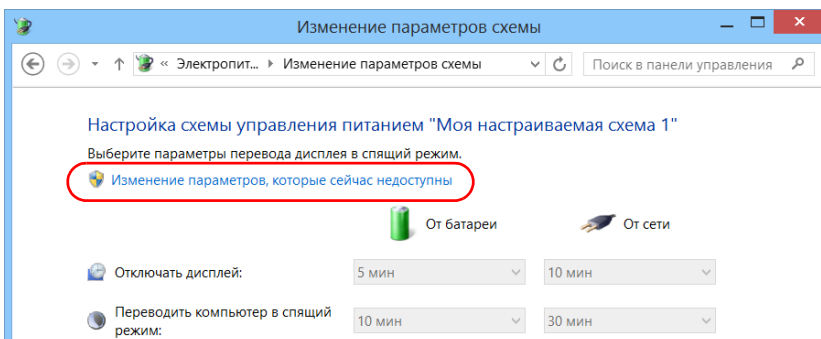 Изменение параметров схемы
« Электропит... Изменение параметров схемы Поиск в панели управления
Настройка схемы управления питанием "Моя настраиваемая схема 1"
Выберите параметры перевода дисплея в спящий режим.
Изменение параметров, которые сейчас недоступны
От батареи От сети
Отключать дисплей: 5 мин 10 мин
Переводить компьютер в спящий
режим: 10 мин 30 мин